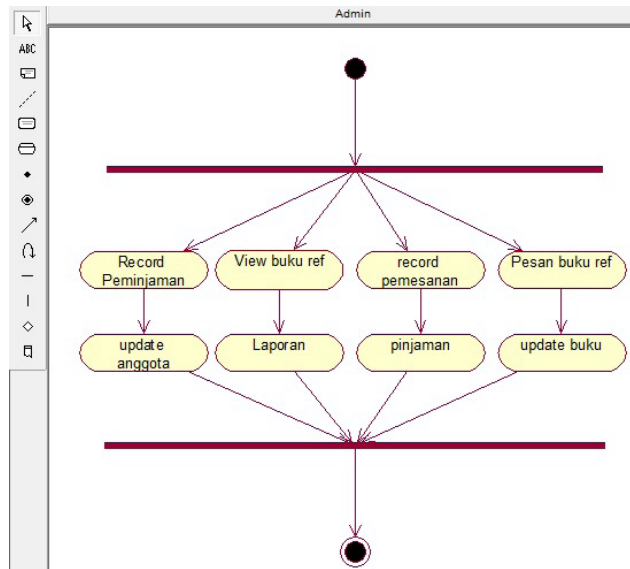 Admin
ABC
Record
Peminjaman
View buku ref
record
pemesanan
Pesan buku ref
update
anggota
Laporan
pinjaman
update buku